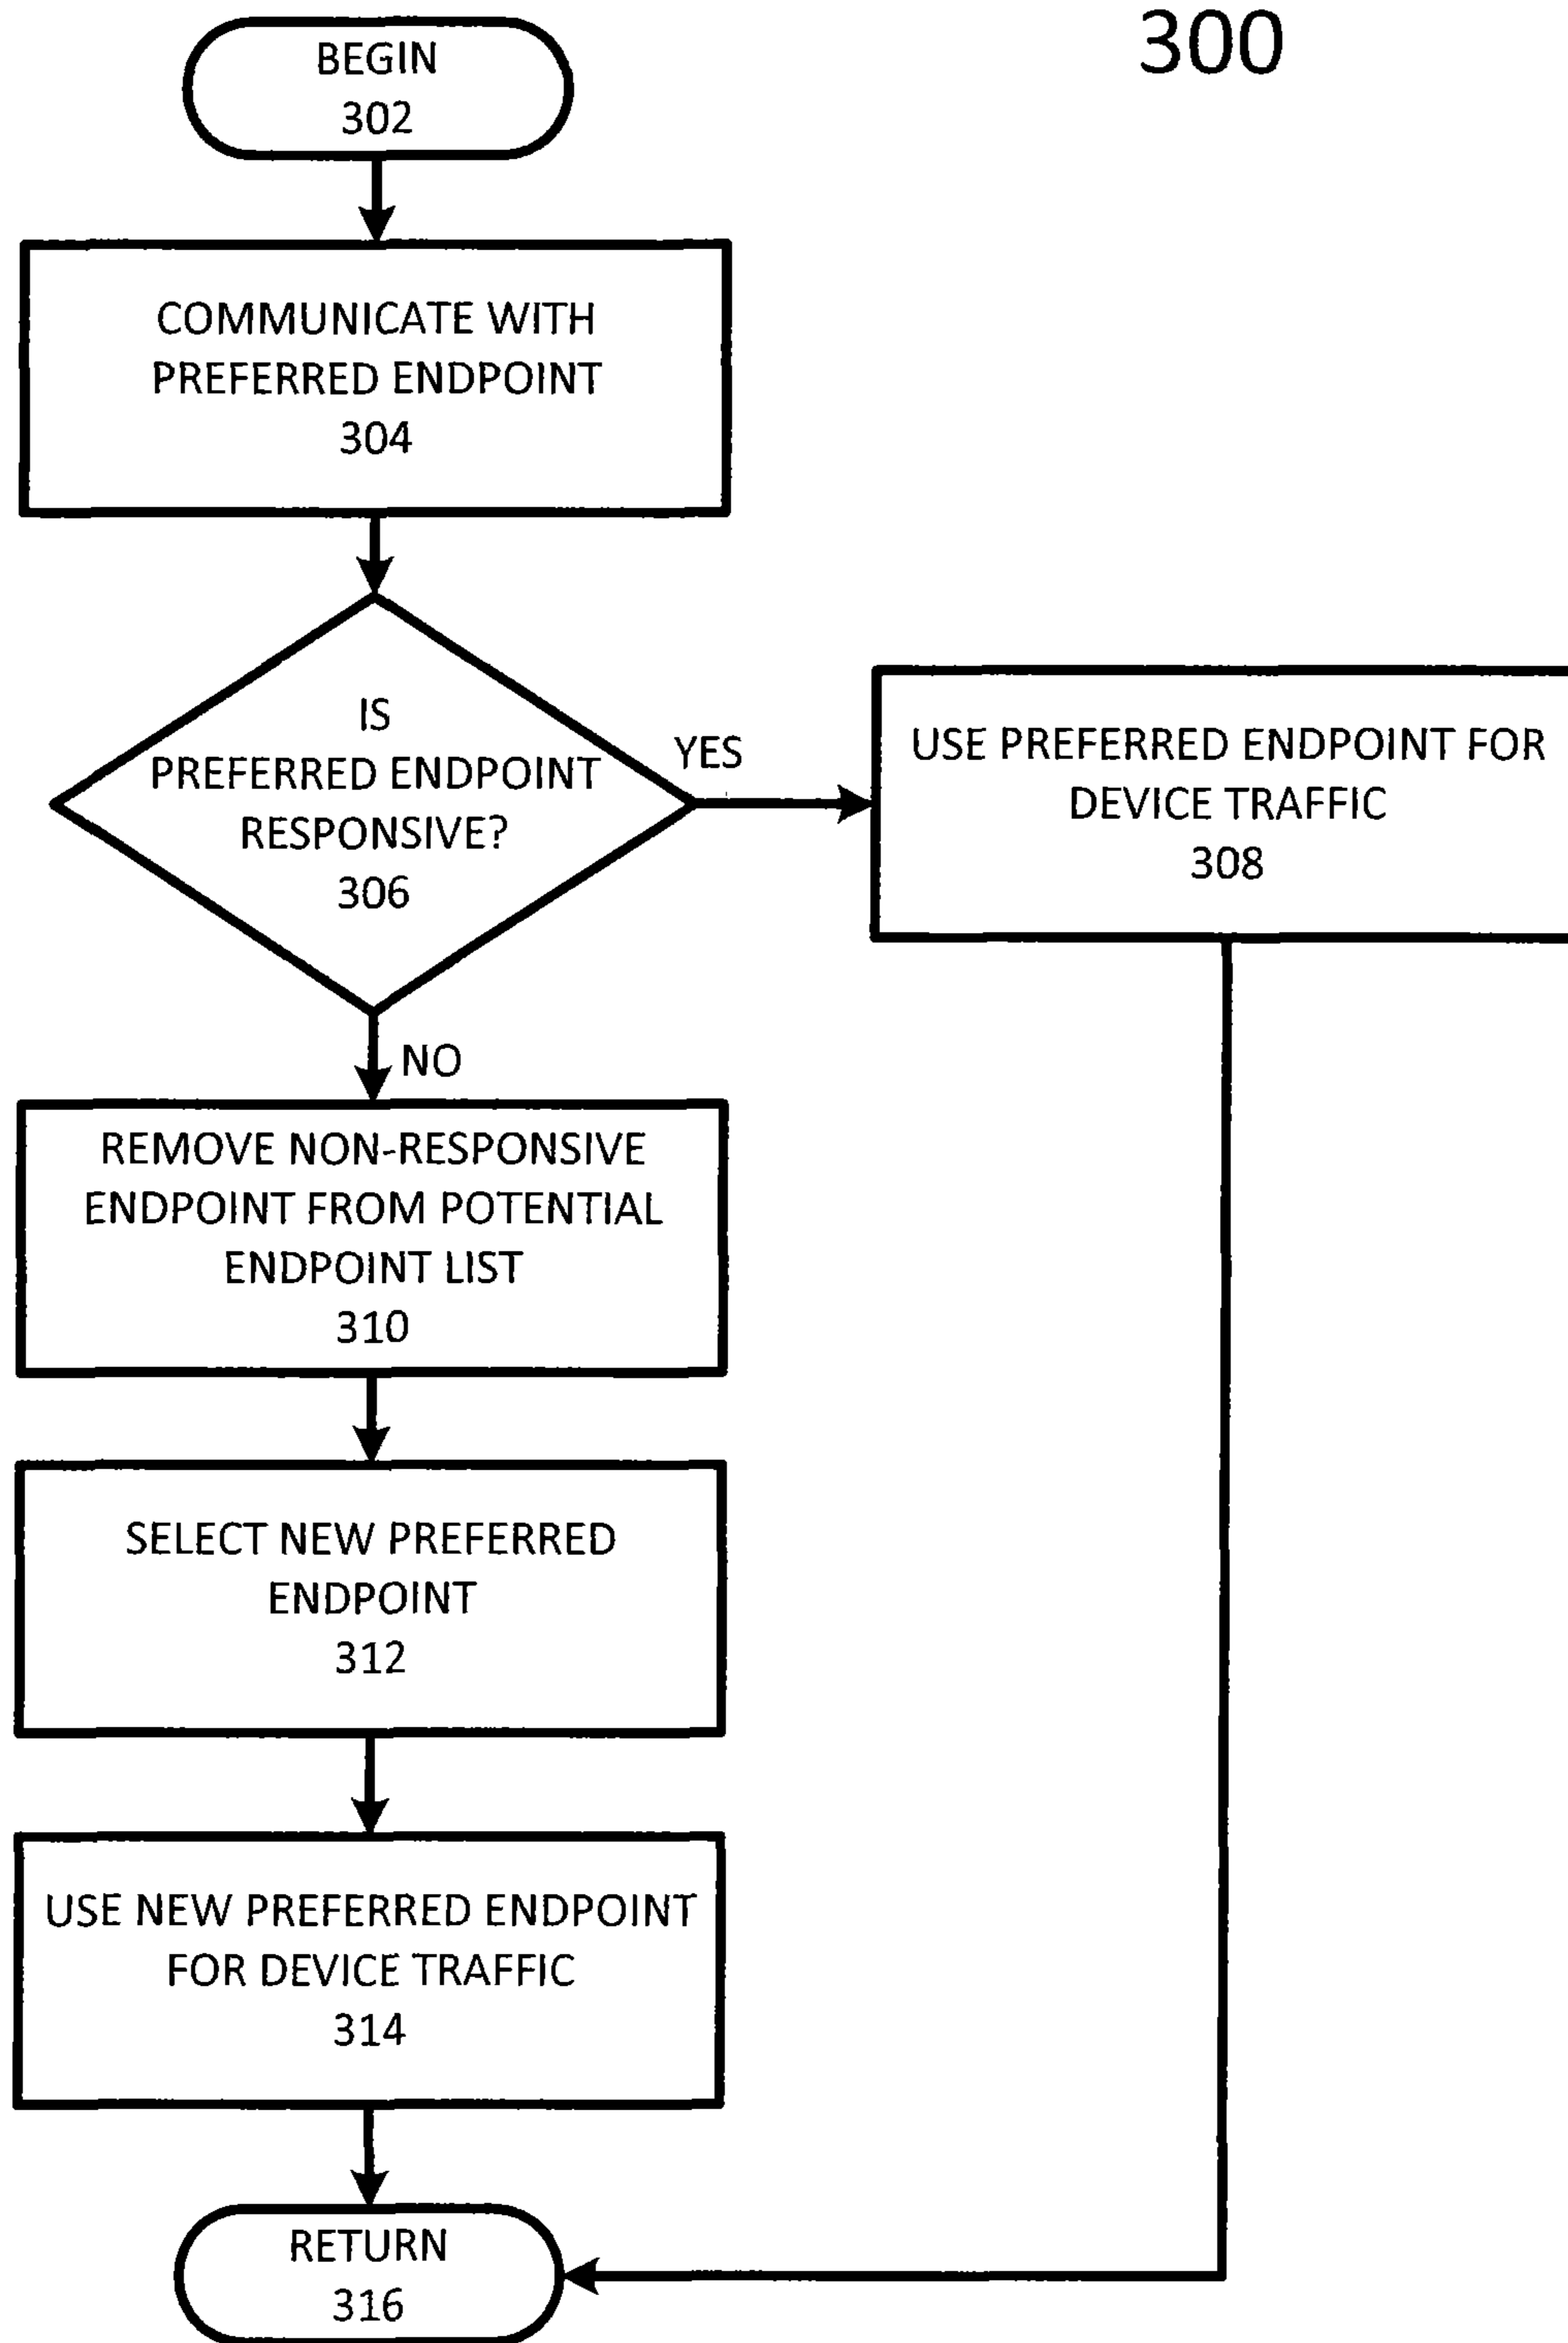 300
BEGIN
302
COMMUNICATE WITH
PREFERRED ENDPOINT
304
IS
PREFERRED ENDPOINT
RESPONSIVE?
306
YES
USE PREFERRED ENDPOINT FOR
DEVICE TRAFFIC
308
NO
REMOVE NON-RESPONSIVE
ENDPOINT FROM POTENTIAL
ENDPOINT LIST
310
SELECT NEW PREFERRED
ENDPOINT
312
USE NEW PREFERRED ENDPOINT
FOR DEVICE TRAFFIC
314
RETURN
316